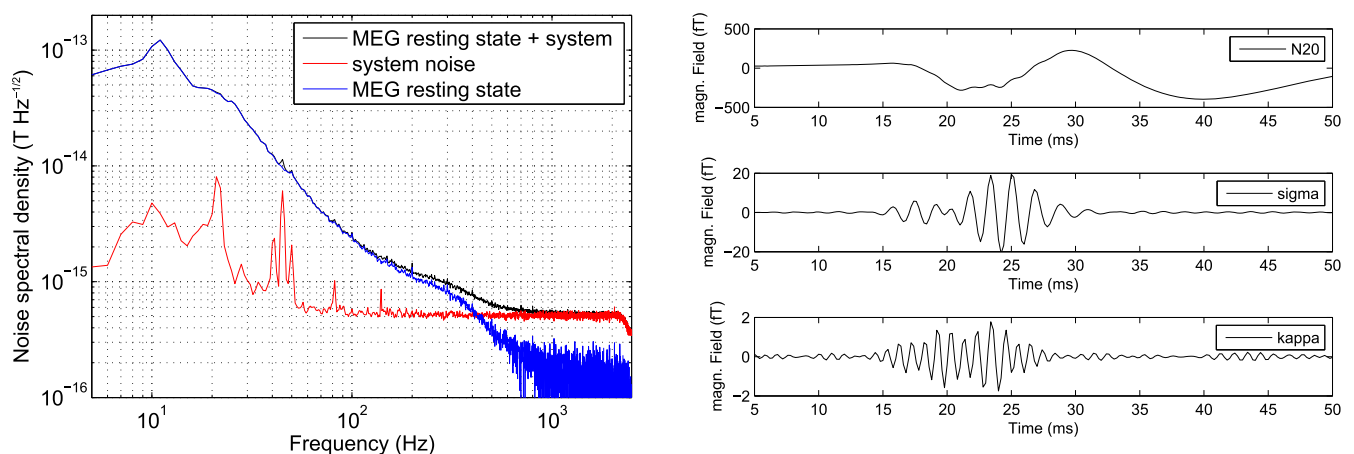 Noise spectral density (T Hz^-1/2)
10^-13
10^-14
10^-15
10^-16
MEG resting state + system
system noise
MEG resting state
10^1
10^2
10^3
Frequency (Hz)
magn. Field (fT)
500
0
−500
N20
5 10 15 20 25 30 35 40 45 50
Time (ms)
magn. Field (fT)
20
0
−20
sigma
5 10 15 20 25 30 35 40 45 50
Time (ms)
magn. Field (fT)
2
0
−2
kappa
5 10 15 20 25 30 35 40 45 50
Time (ms)